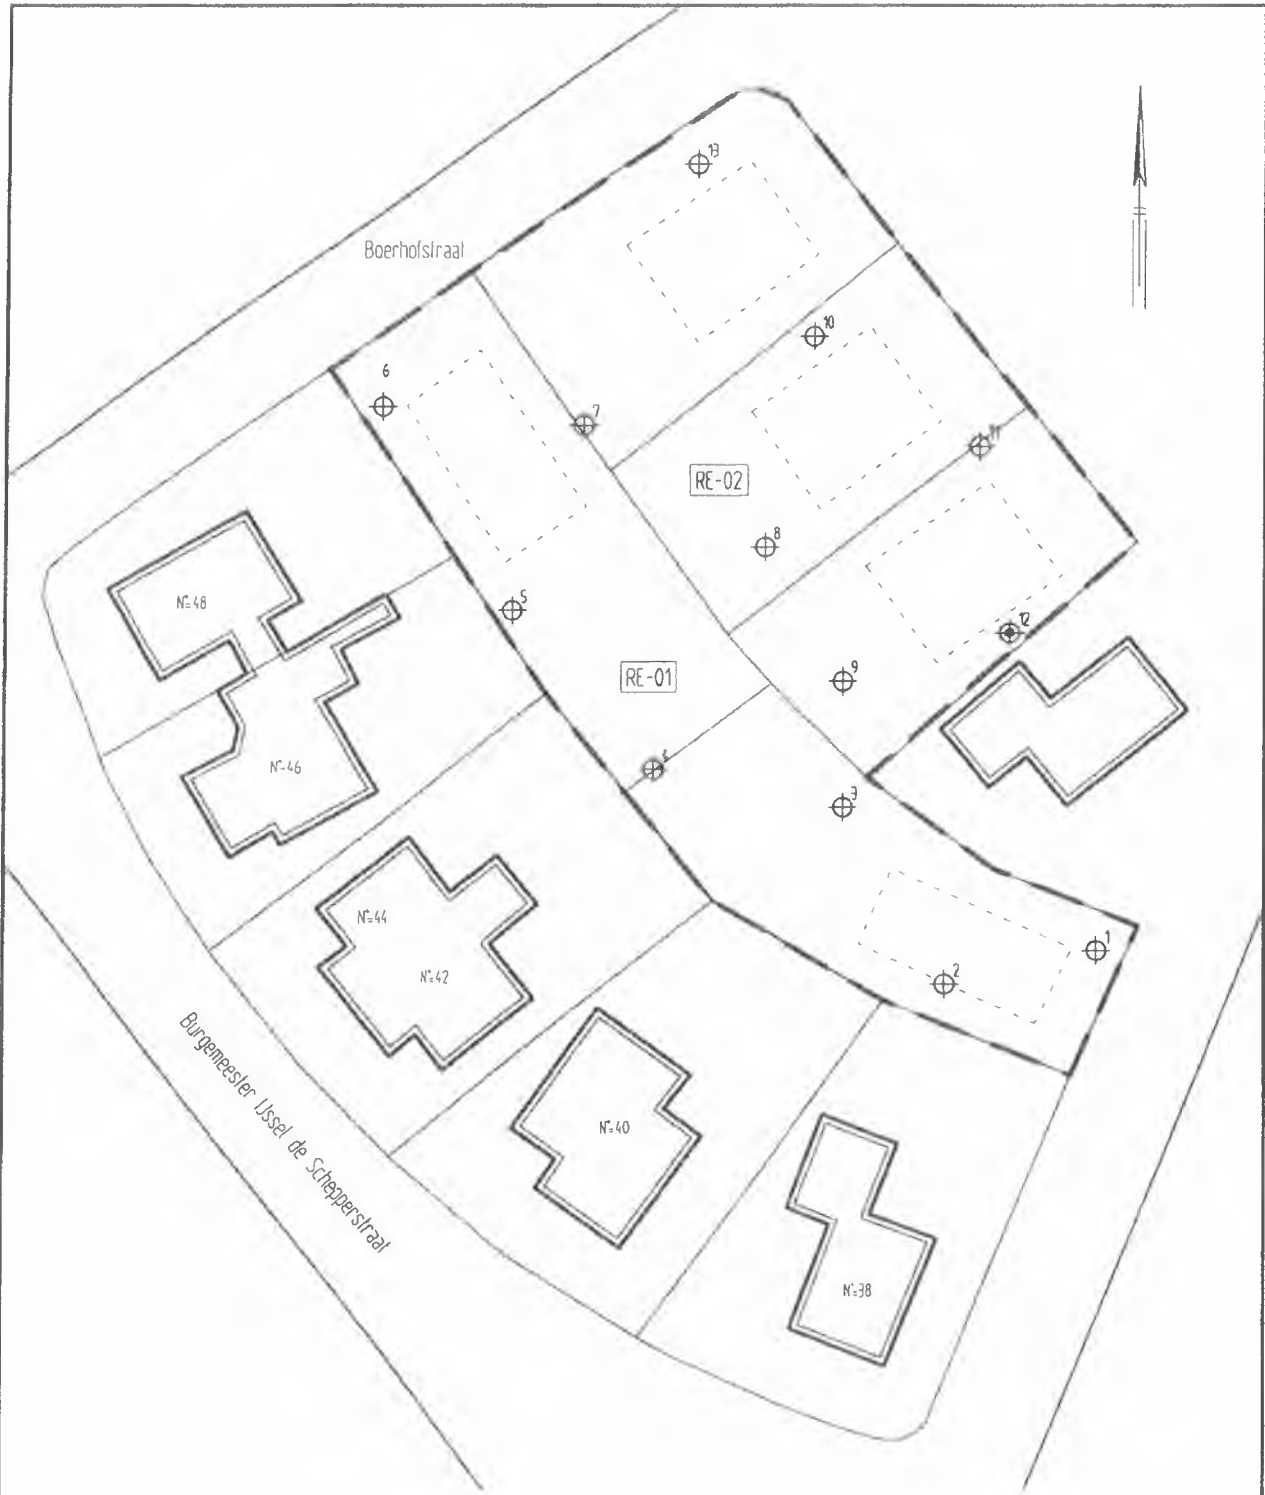 13
Boerhofstraat
10
6
7
11
RE-02
8
N°=48
5
12
RE-01
9
N°=46
4
3
N°=44
1
N°=42
2
Burgemeester IJssel de Schepperstraat
N°=40
N°=38